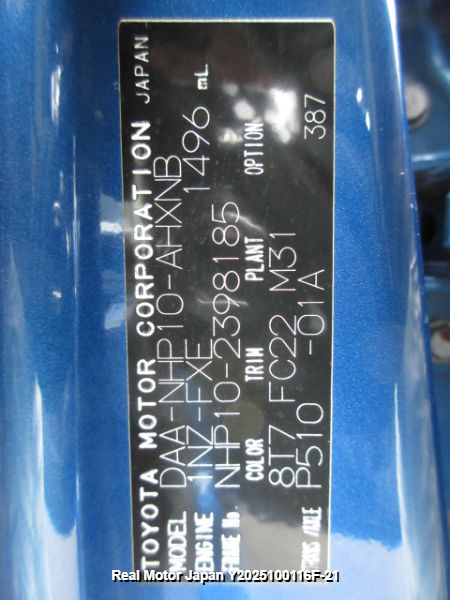 TOYOTA MOTOR CORPORATION JAPAN
MODEL DAA-NHP10-AHXNB
ENGINE 1NZ-FXE 1496 mL
FRAME No. NHP10-2398185
COLOR TRIM PLANT OPTION
8T7 FC22 M31
P510 -01A 387
Real Motor Japan Y2025100116F-21